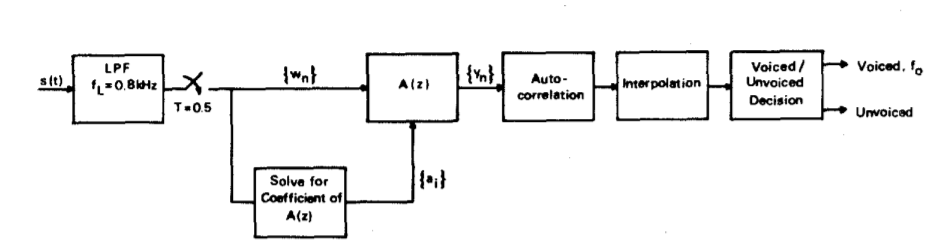 s(t)
LPF
f_L=0.8kHz
T=0.5
{w_n}
A(z)
{y_n}
Auto-
correlation
Interpolation
Voiced/
Unvoiced
Decision
Voiced, f_o
Unvoiced
Solve for
Coefficient of
A(z)
{a_i}